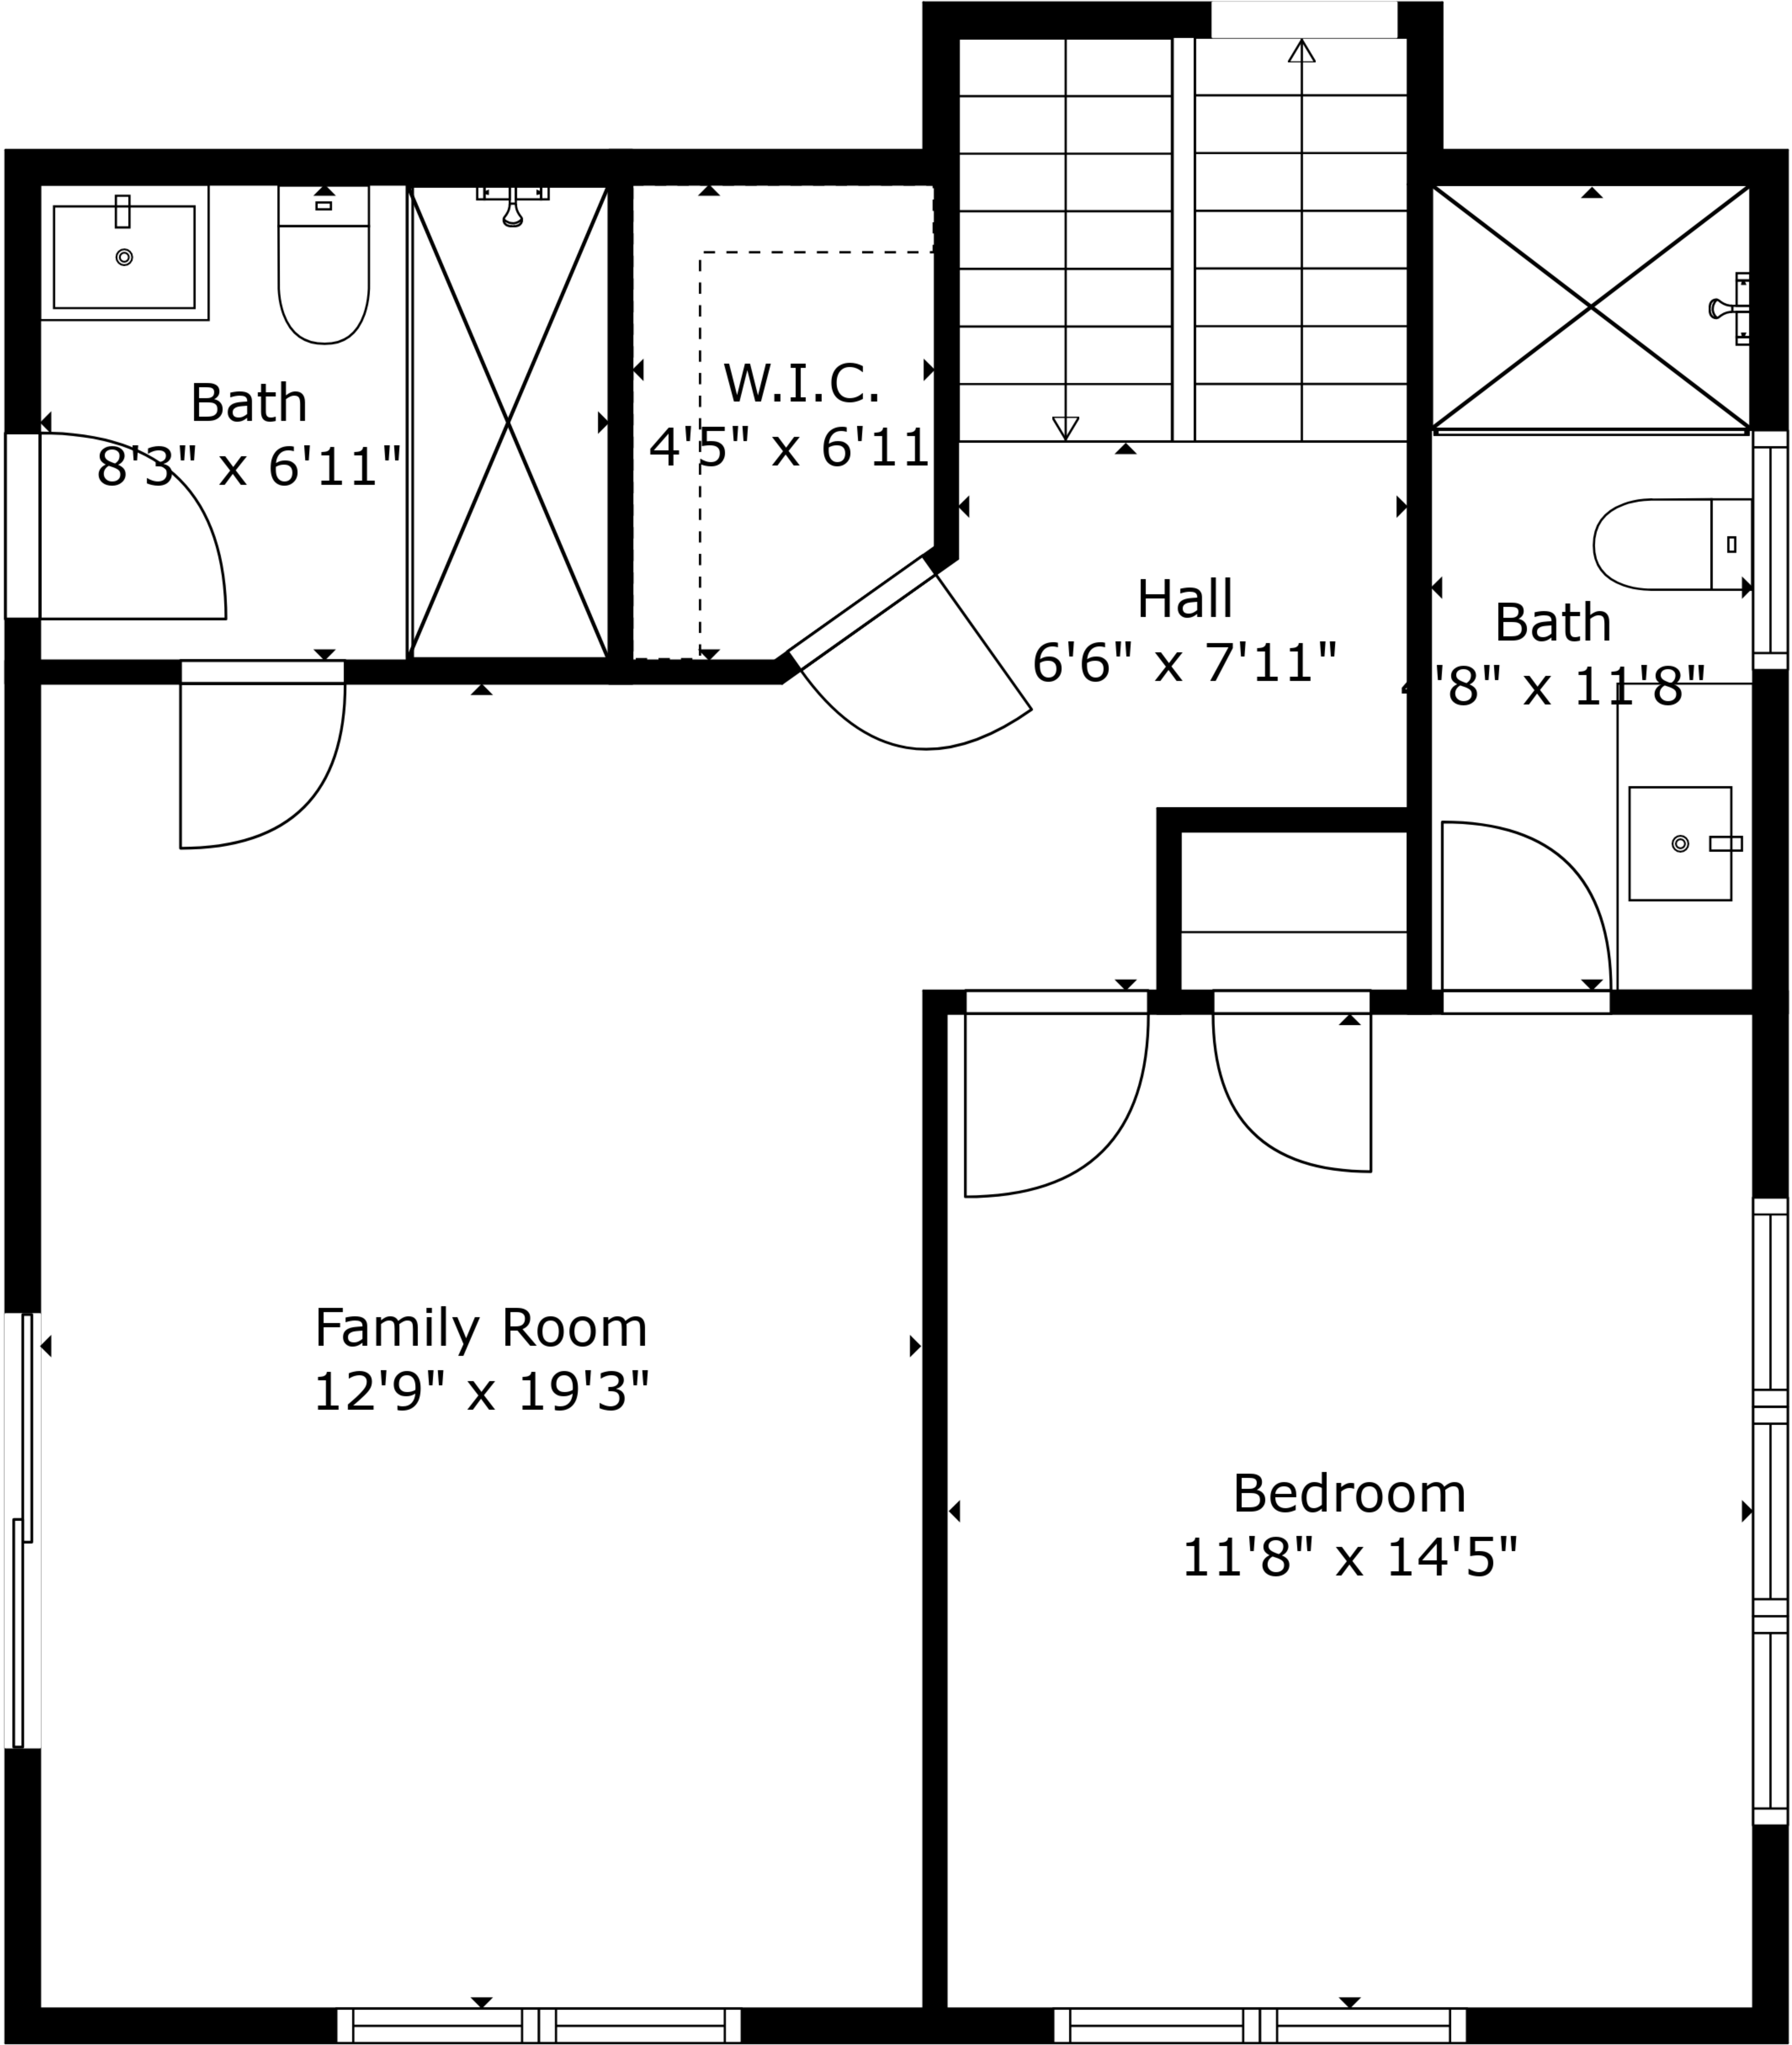 Bath
8'3" x 6'11"
W.I.C.
4'5" x 6'11
Hall
6'6" x 7'11"
Bath
'8" x 11'8"
Family Room
12'9" x 19'3"
Bedroom
11'8" x 14'5"